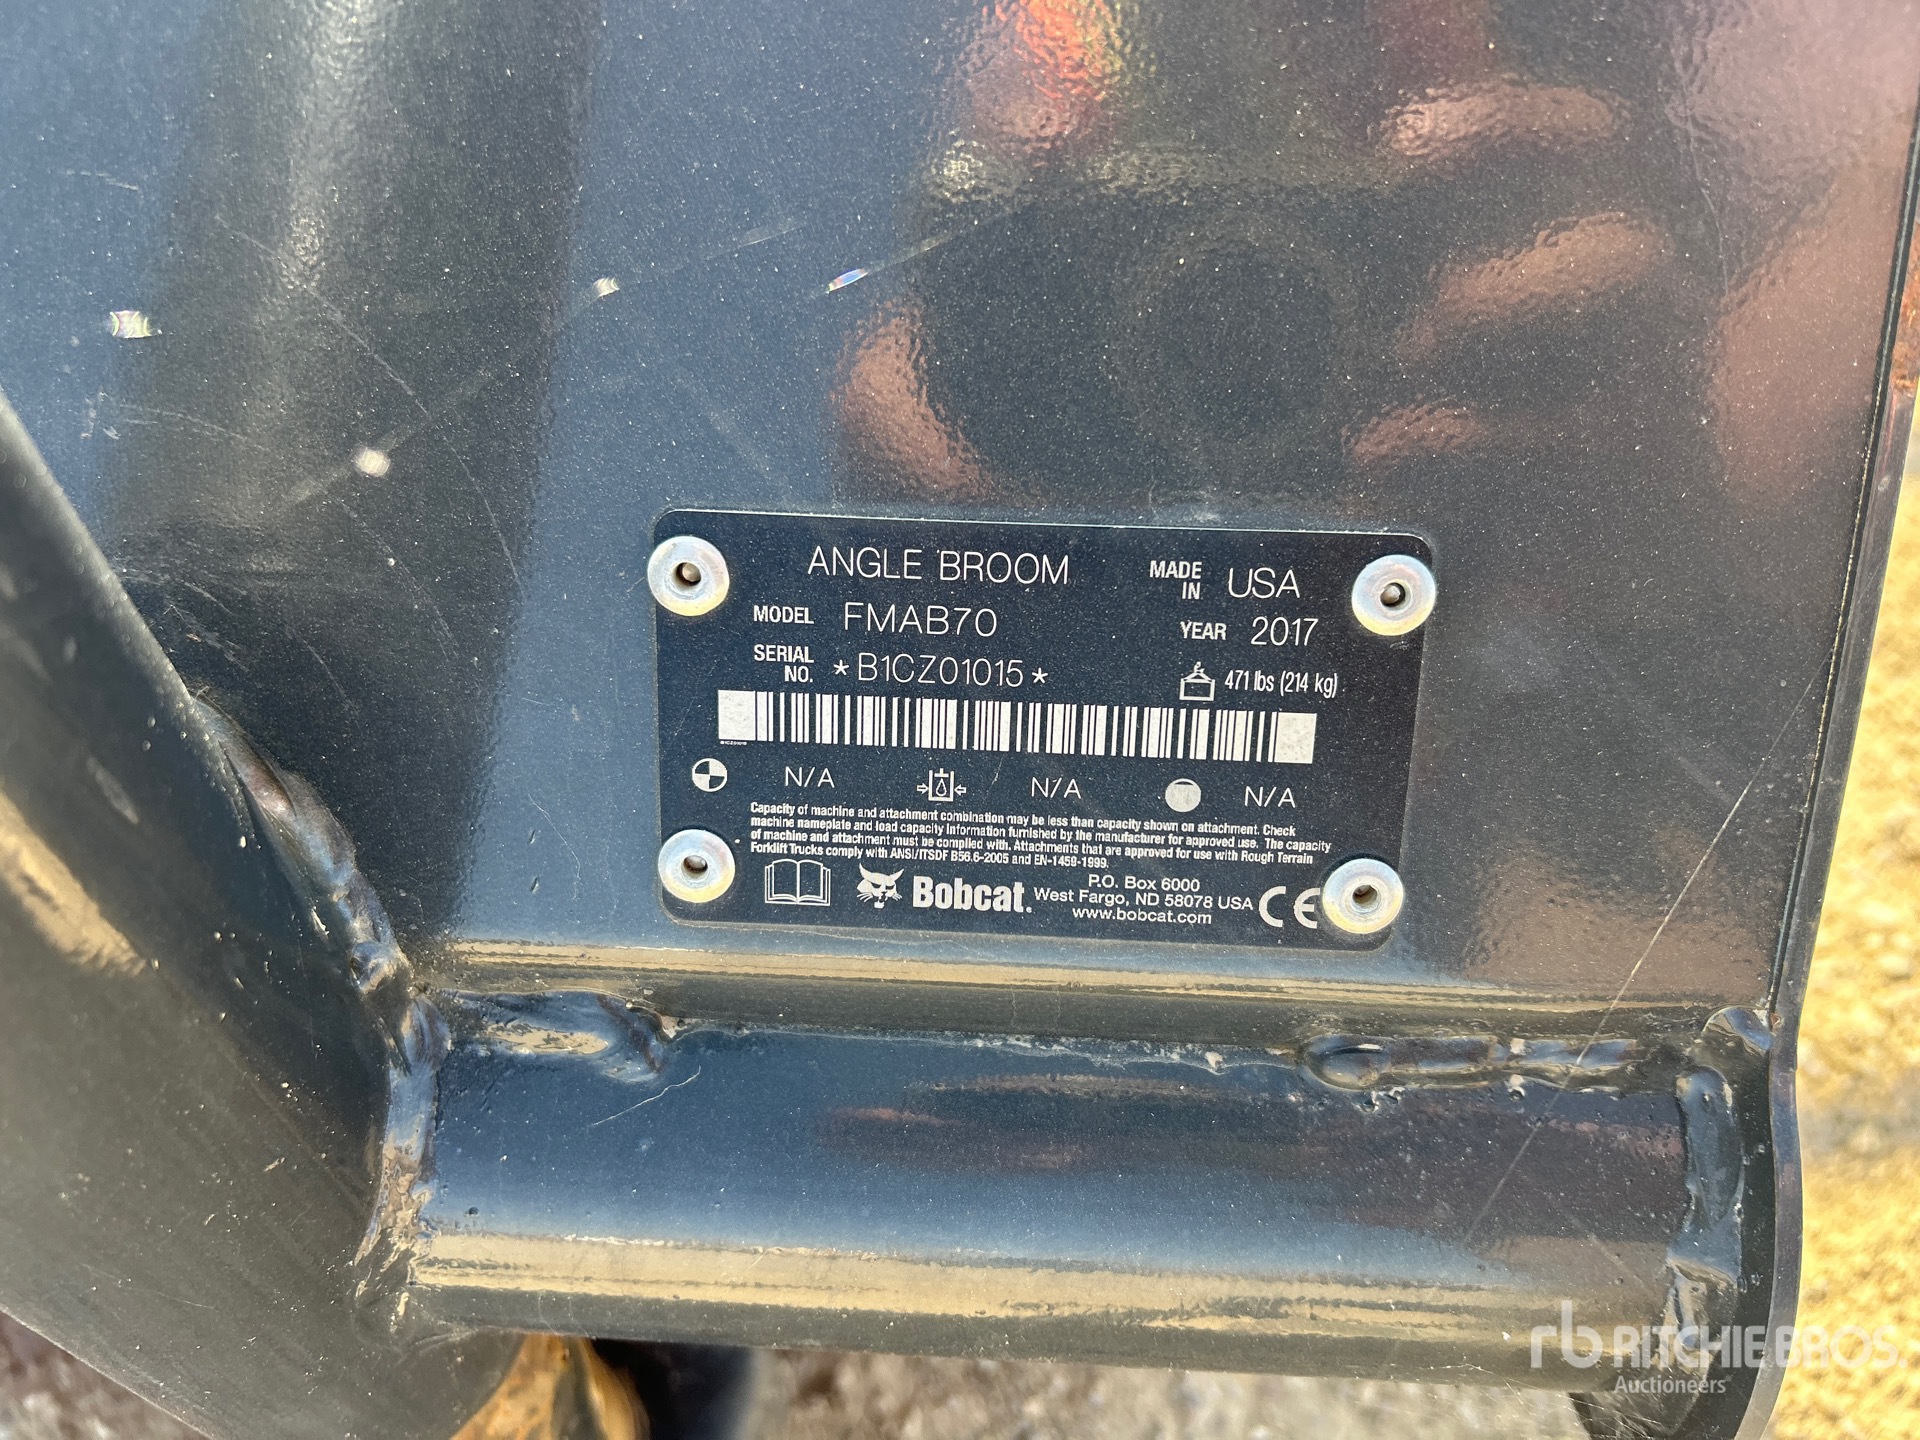 ANGLE BROOM
MADE IN USA
MODEL FMAB70
YEAR 2017
SERIAL NO. *B1CZ01015*
471 lbs (214 kg)
B1CZ01015
N/A N/A N/A
Capacity of machine and attachment combination may be less than capacity shown on attachment. Check
machine nameplate and load capacity information furnished by the manufacturer for approved use. The capacity
of machine and attachment must be complied with. Attachments that are approved for use with Rough Terrain
Forklift Trucks comply with ANSI/ITSDF B56.6-2005 and EN-1459-1999.
Bobcat.
P.O. Box 6000
West Fargo, ND 58078 USA
www.bobcat.com
CE
rb RITCHIE BROS.
Auctioneers